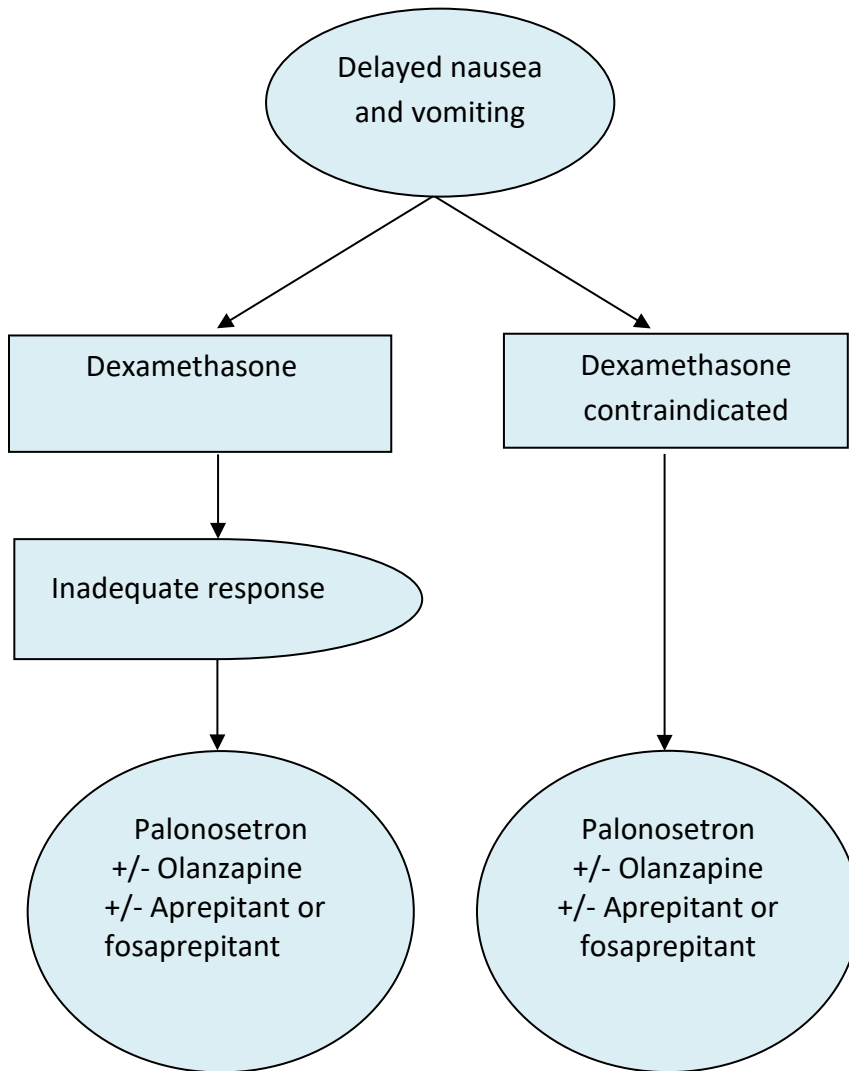 Delayed nausea
and vomiting
Dexamethasone
Dexamethasone
contraindicated
Inadequate response
Palonosetron
+/- Olanzapine
+/- Aprepitant or
fosaprepitant
Palonosetron
+/- Olanzapine
+/- Aprepitant or
fosaprepitant